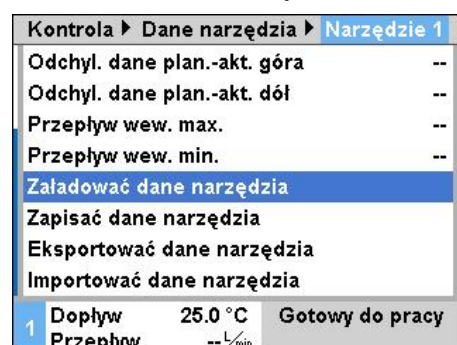 Kontrola ▶ Dane narzędzia ▶ Narzędzie 1
Odchyl. dane plan.-akt. góra --
Odchyl. dane plan.-akt. dół --
Przepływ wew. max. --
Przepływ wew. min. --
Załadować dane narzędzia
Zapisać dane narzędzia
Eksportować dane narzędzia
Importować dane narzędzia
1 Dopływ 25.0 °C Gotowy do pracy
Przepływ -- L/min